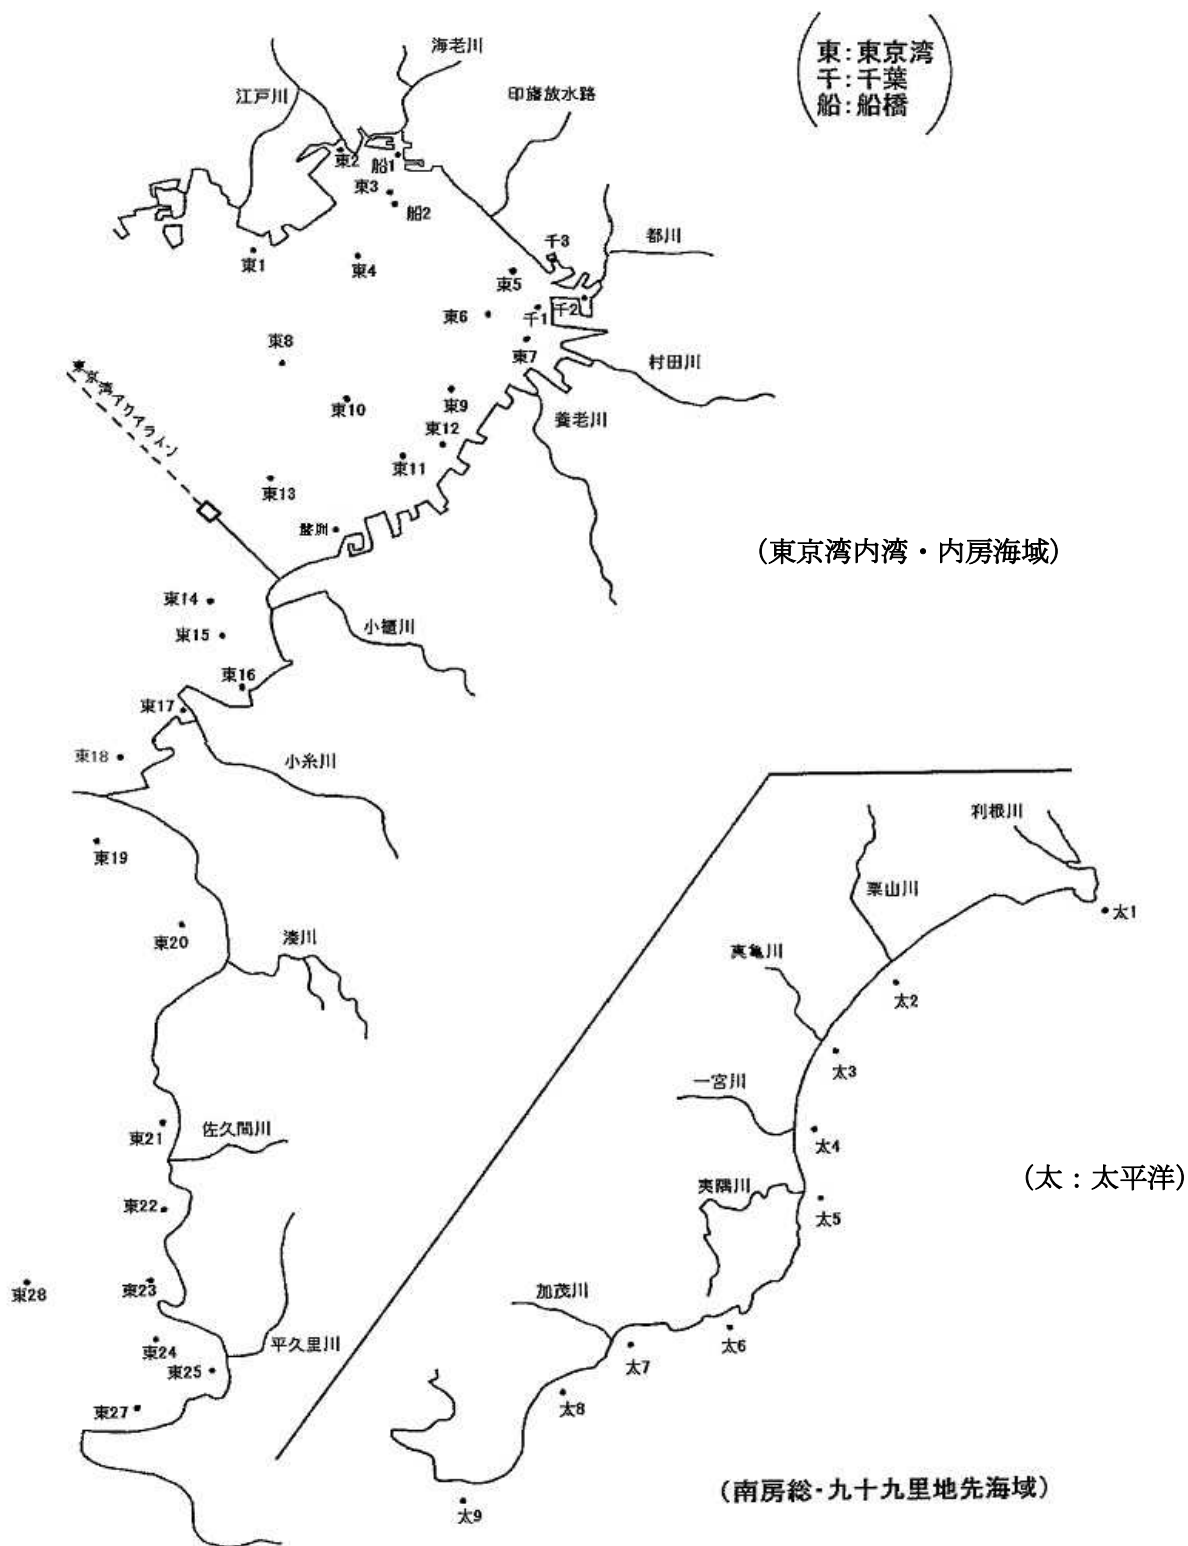 東：東京湾
千：千葉
船：船橋
海老川
江戸川
印旛放水路
東2
船1
東3
船2
都川
千3
東1
東4
東5
千2
東6
千1
東7
東8
村田川
東京湾アクアライン
東10
東9
養老川
東12
東11
東13
盤洲
(東京湾内湾・内房海域)
東14
小櫃川
東15
東16
東17
東18
小糸川
利根川
東19
栗山川
太1
東20
湊川
夷亀川
太2
太3
一宮川
東21
佐久間川
太4
(太：太平洋)
夷隅川
東22
太5
東28
東23
加茂川
平久里川
東24
太6
東25
太7
東27
太8
(南房総・九十九里地先海域)
太9